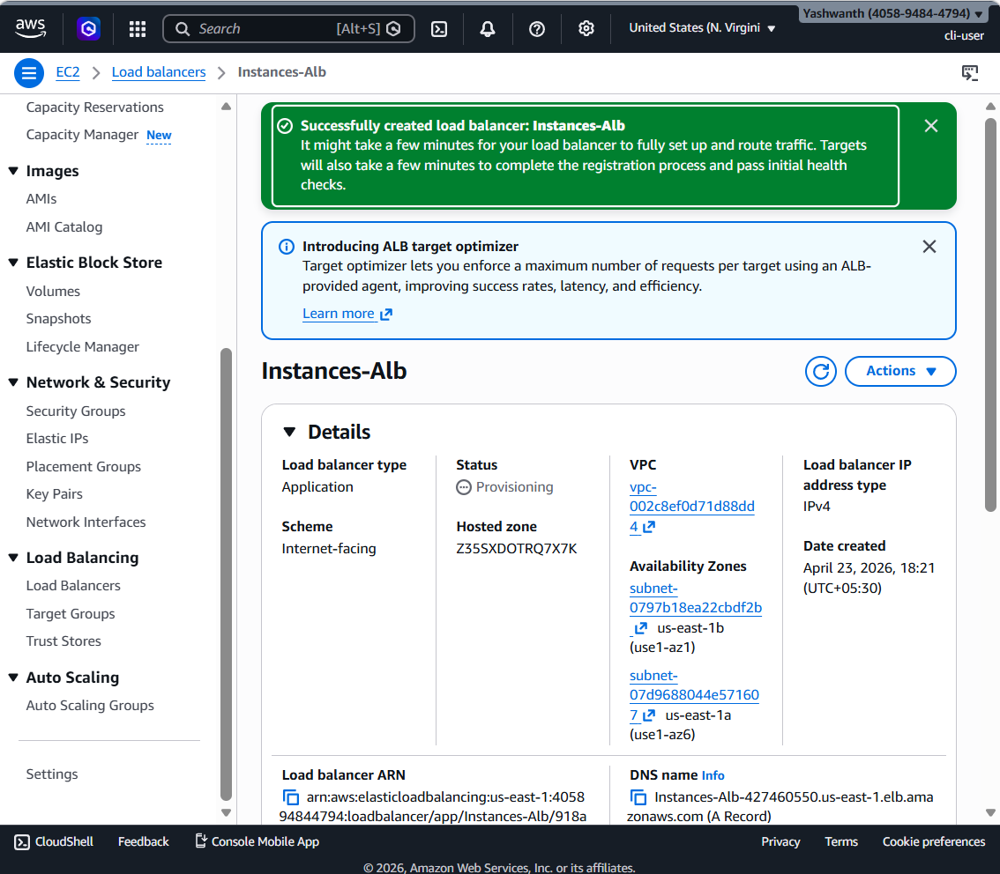 aws
Search
[Alt+S]
United States (N. Virgini
Yashwanth (4058-9484-4794)
cli-user
EC2
Load balancers
Instances-Alb
Capacity Reservations
Capacity Manager New
Images
AMIs
AMI Catalog
Elastic Block Store
Volumes
Snapshots
Lifecycle Manager
Network & Security
Security Groups
Elastic IPs
Placement Groups
Key Pairs
Network Interfaces
Load Balancing
Load Balancers
Target Groups
Trust Stores
Auto Scaling
Auto Scaling Groups
Settings
Successfully created load balancer: Instances-Alb
It might take a few minutes for your load balancer to fully set up and route traffic. Targets
will also take a few minutes to complete the registration process and pass initial health
checks.
Introducing ALB target optimizer
Target optimizer lets you enforce a maximum number of requests per target using an ALB-
provided agent, improving success rates, latency, and efficiency.
Learn more
Instances-Alb
Actions
Details
Load balancer type
Application
Scheme
Internet-facing
Status
Provisioning
Hosted zone
Z35SXDOTRQ7X7K
VPC
vpc-
002c8ef0d71d88dd
4
Availability Zones
subnet-
0797b18ea22cbdf2b
us-east-1b
(use1-az1)
subnet-
07d9688044e57160
7 us-east-1a
(use1-az6)
Load balancer IP
address type
IPv4
Date created
April 23, 2026, 18:21
(UTC+05:30)
Load balancer ARN
arn:aws:elasticloadbalancing:us-east-1:4058
94844794:loadbalancer/app/Instances-Alb/918a
DNS name Info
Instances-Alb-427460550.us-east-1.elb.ama
zonaws.com (A Record)
CloudShell
Feedback
Console Mobile App
Privacy
Terms
Cookie preferences
© 2026, Amazon Web Services, Inc. or its affiliates.